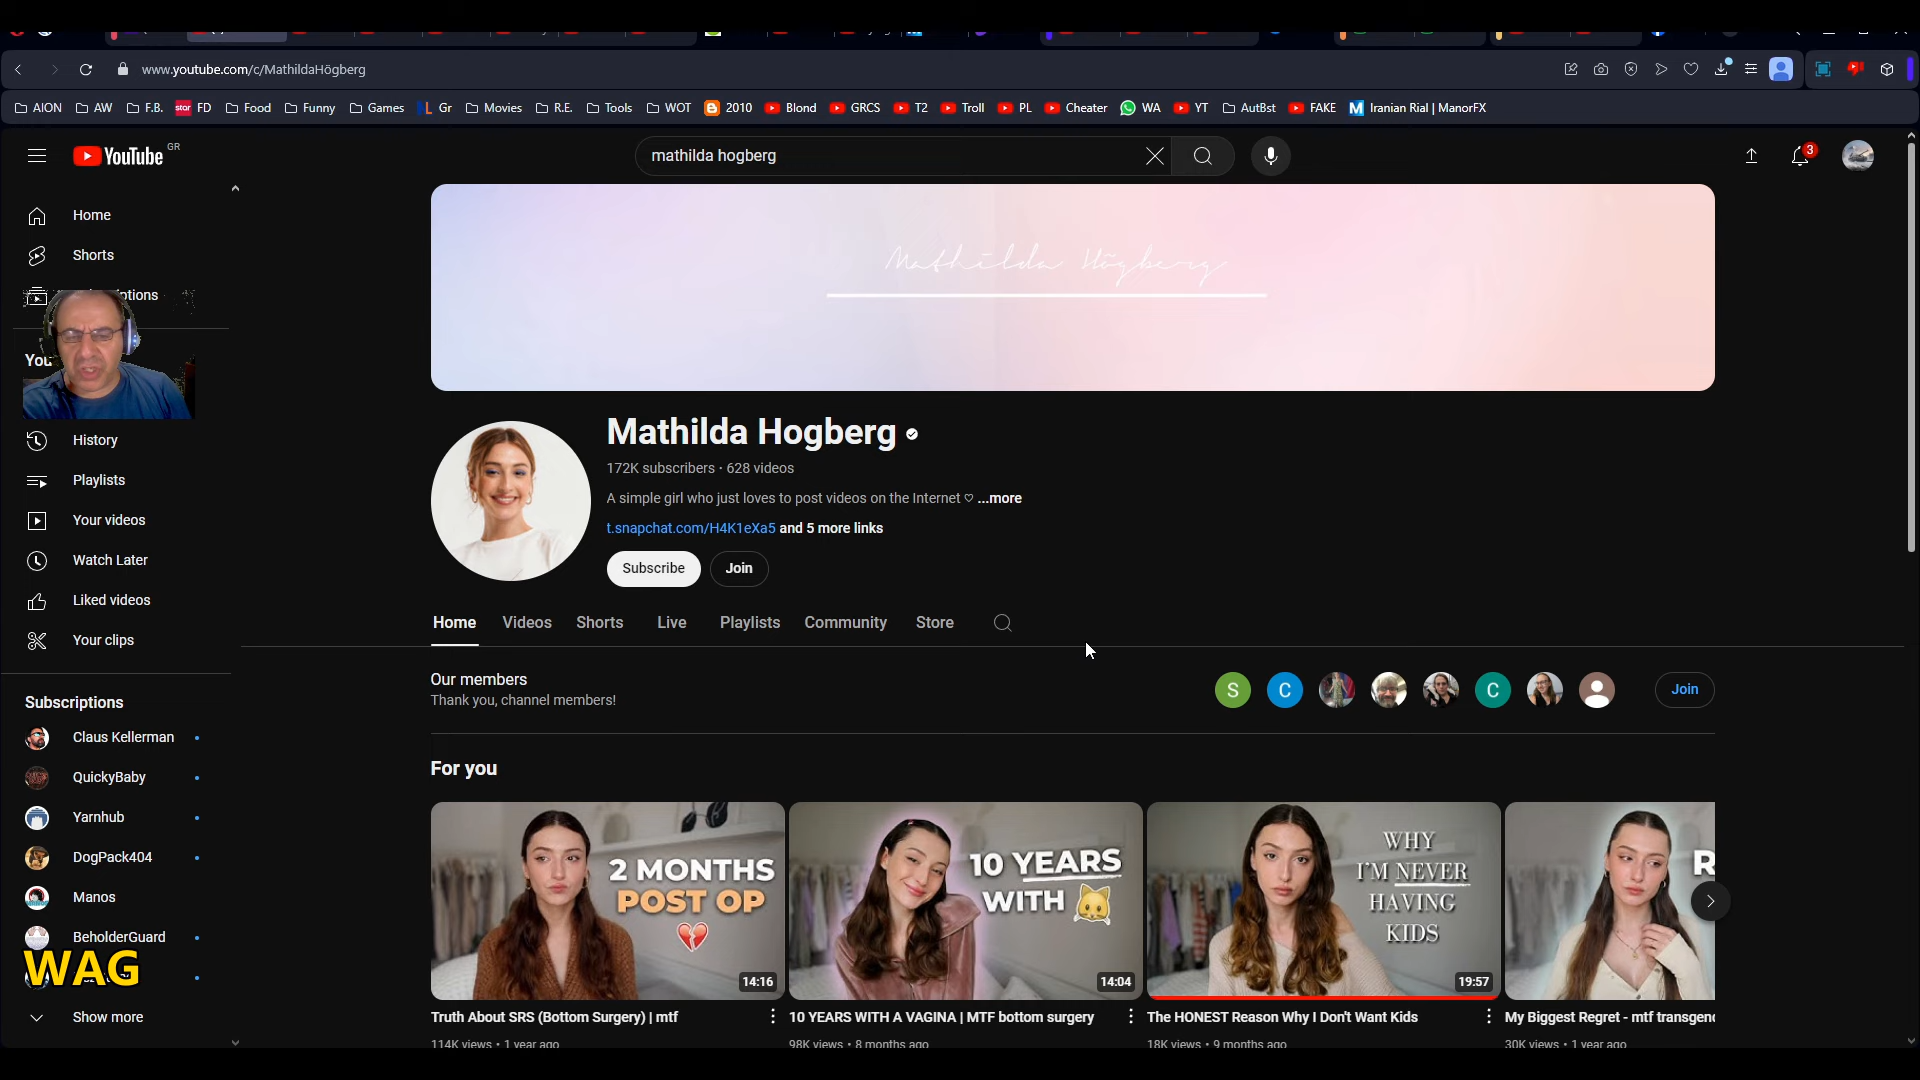 www.youtube.com/c/MathildaHögberg
AION AW F.B. star FD Food Funny Games L Gr Movies R.E. Tools WOT 2010 Blond GRCS T2 Troll PL Cheater WA YT AutBst FAKE M Iranian Rial | ManorFX
YouTube GR
mathilda hogberg
3
Home
Shorts
ptions
You
History
Playlists
Your videos
Watch Later
Liked videos
Your clips
Subscriptions
Claus Kellerman
QuickyBaby
Yarnhub
DogPack404
Manos
BeholderGuard
WAG
Show more
Mathilda Högberg
Mathilda Hogberg
172K subscribers • 628 videos
A simple girl who just loves to post videos on the Internet ♡ ...more
t.snapchat.com/H4K1eXa5 and 5 more links
Subscribe Join
Home Videos Shorts Live Playlists Community Store
Our members
Thank you, channel members!
S C C
Join
For you
2 MONTHS
POST OP
14:16
10 YEARS
WITH
14:04
WHY
I'M NEVER
HAVING
KIDS
19:57
R
Truth About SRS (Bottom Surgery) | mtf
10 YEARS WITH A VAGINA | MTF bottom surgery
The HONEST Reason Why I Don't Want Kids
My Biggest Regret - mtf transgen
114K views • 1 year ago
98K views • 8 months ago
18K views • 9 months ago
30K views • 1 year ago